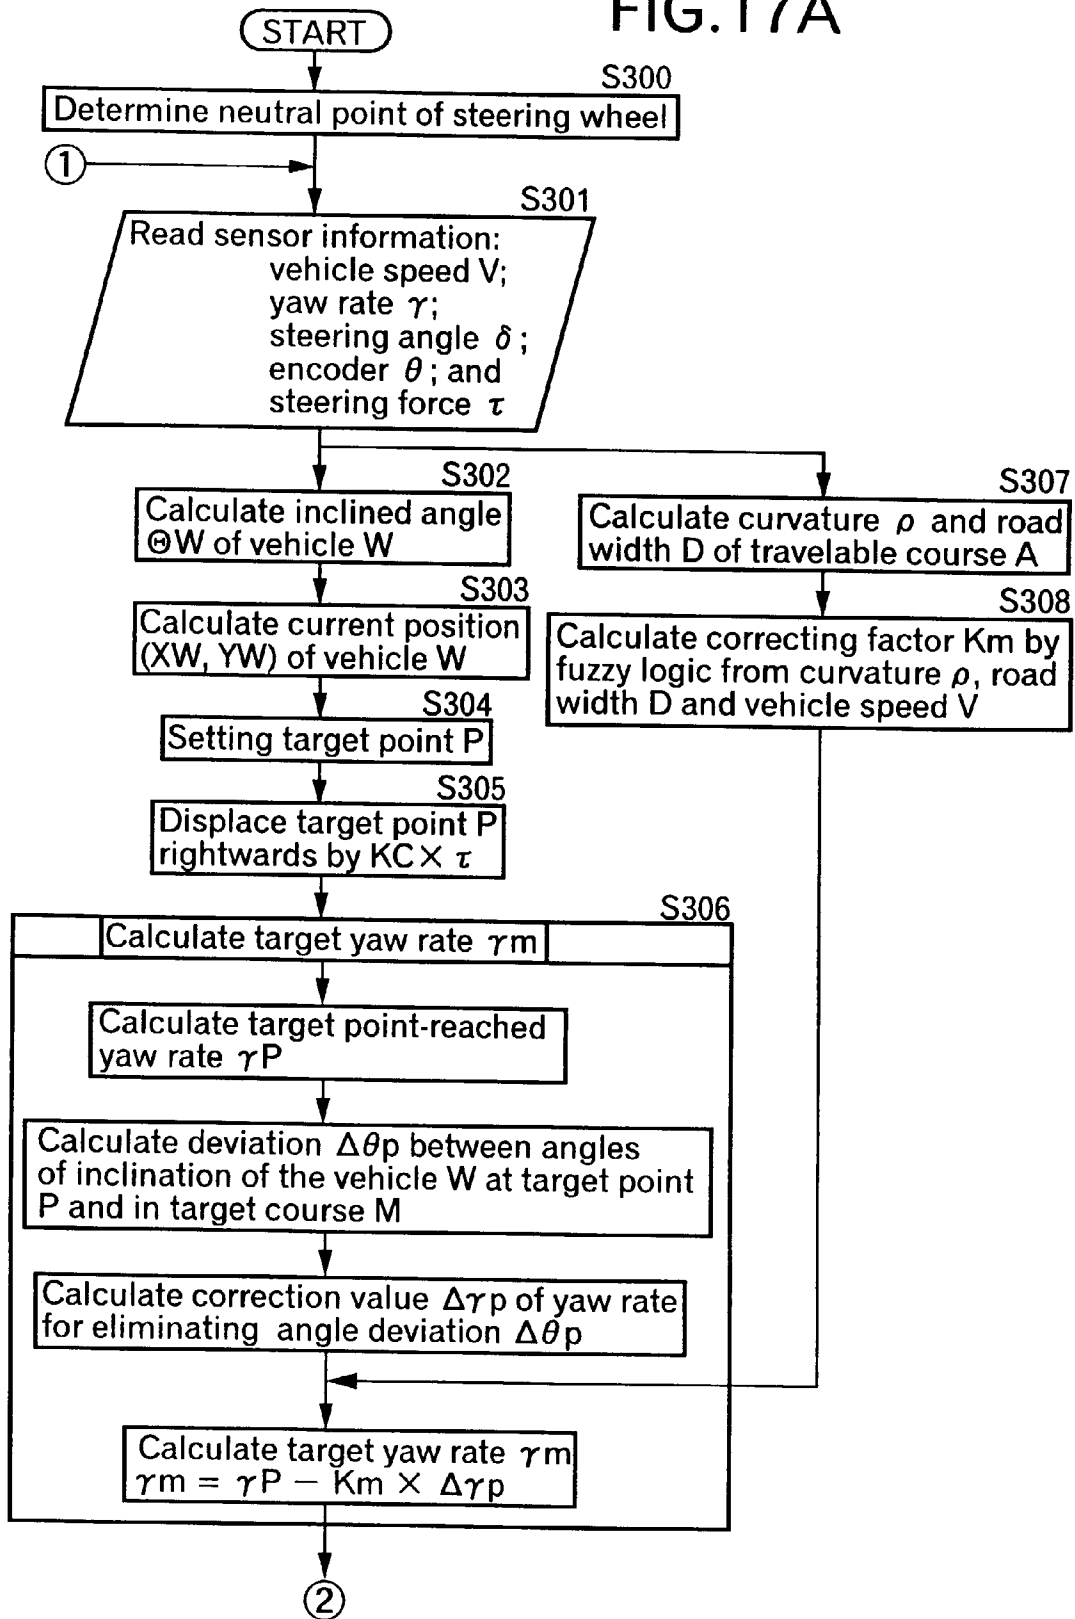 FIG.17A
START
S300
Determine neutral point of steering wheel
①
S301
Read sensor information:
vehicle speed V;
yaw rate γ;
steering angle δ;
encoder θ; and
steering force τ
S302
Calculate inclined angle
ΘW of vehicle W
S303
Calculate current position
(XW, YW) of vehicle W
S304
Setting target point P
S305
Displace target point P
rightwards by KC× τ
S307
Calculate curvature ρ and road
width D of travelable course A
S308
Calculate correcting factor Km by
fuzzy logic from curvature ρ, road
width D and vehicle speed V
S306
Calculate target yaw rate γm
Calculate target point-reached
yaw rate γP
Calculate deviation Δθp between angles
of inclination of the vehicle W at target point
P and in target course M
Calculate correction value Δγp of yaw rate
for eliminating angle deviation Δθp
Calculate target yaw rate γm
γm = γP − Km × Δγp
②